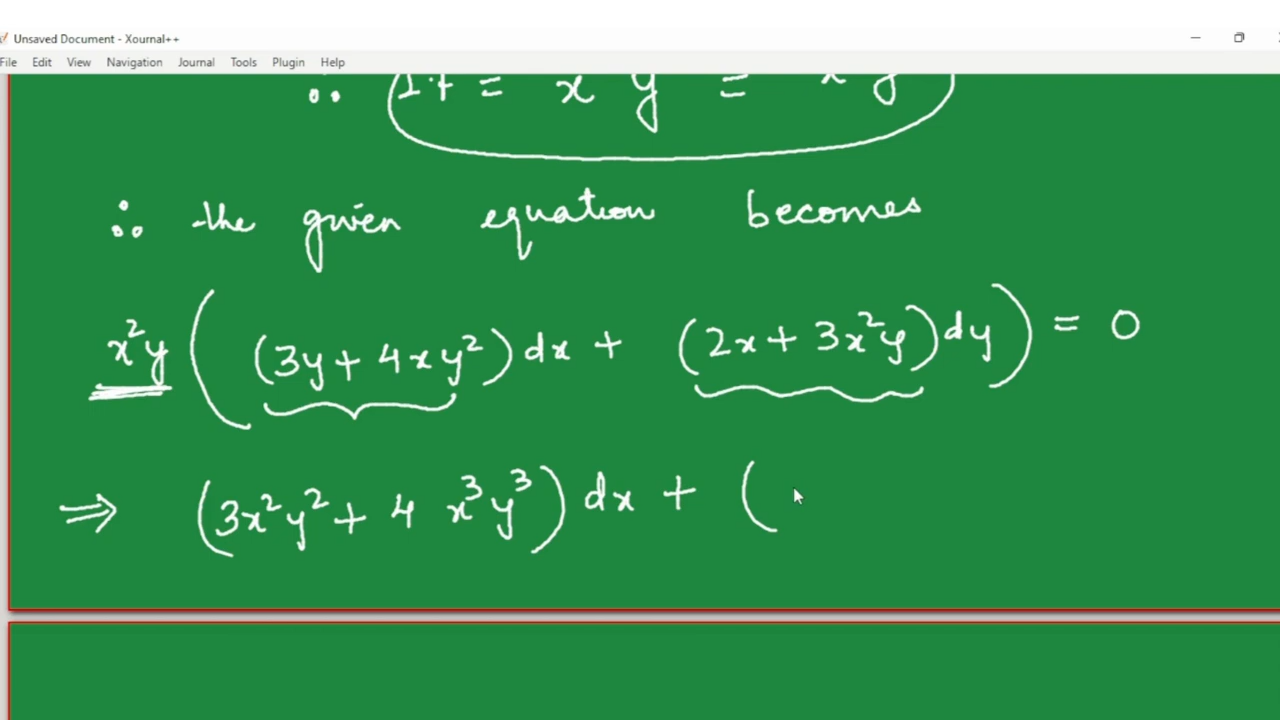 Unsaved Document - Xournal++
File Edit View Navigation Journal Tools Plugin Help
∴ I.f = x y = x y
∴ the given equation becomes
x²y ( (3y + 4xy²) dx + (2x + 3x²y) dy ) = 0
⇒ (3x²y² + 4 x³y³) dx + (